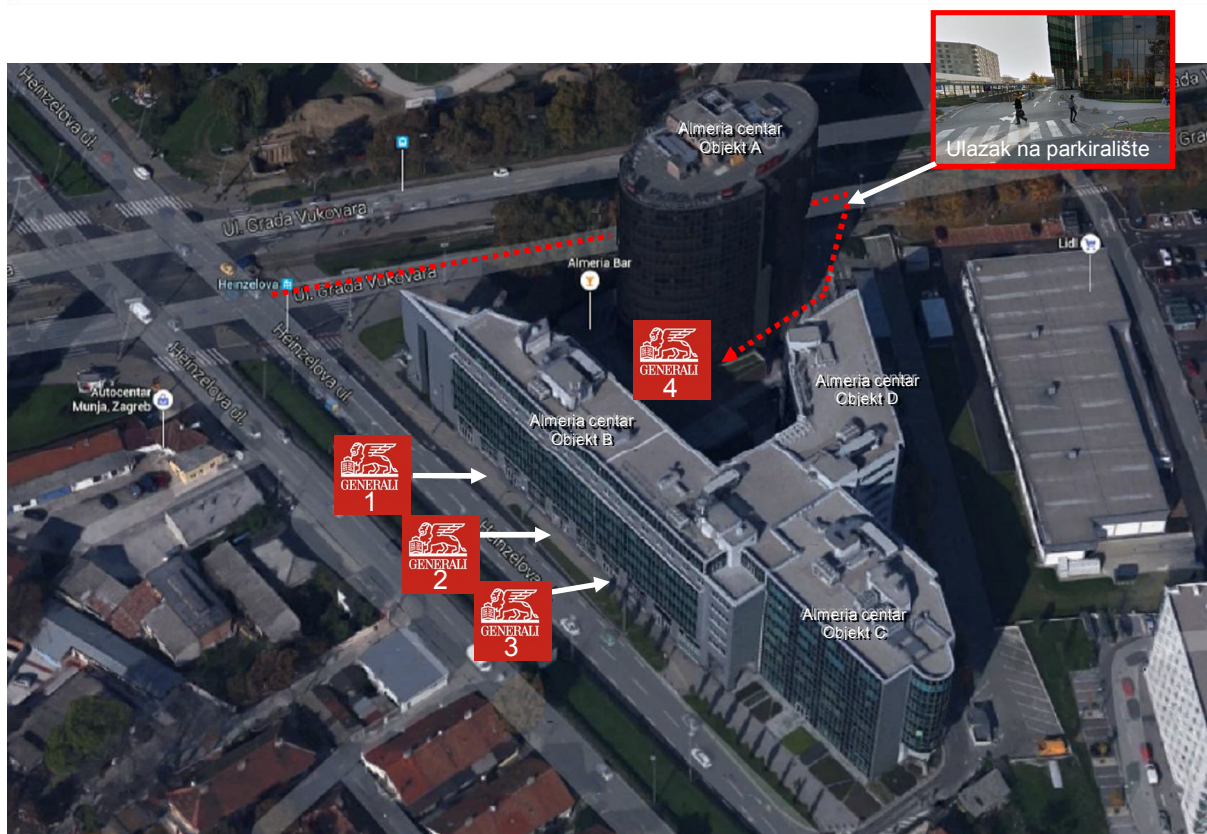 Ulazak na parkiralište
Heinzelova ul.
Almeria centar
Objekt A
Ul. Grada Vukovara
Lidl
Almeria Bar
Heinzelova
Ul. Grada Vukovara
Heinzelova ul.
Heinzelova ul.
Autocentar
Munja, Zagreb
GENERALI
4
Almeria centar
Objekt D
Almeria centar
Objekt B
GENERALI
1
GENERALI
2
Heinzelova
GENERALI
3
Almeria centar
Objekt C